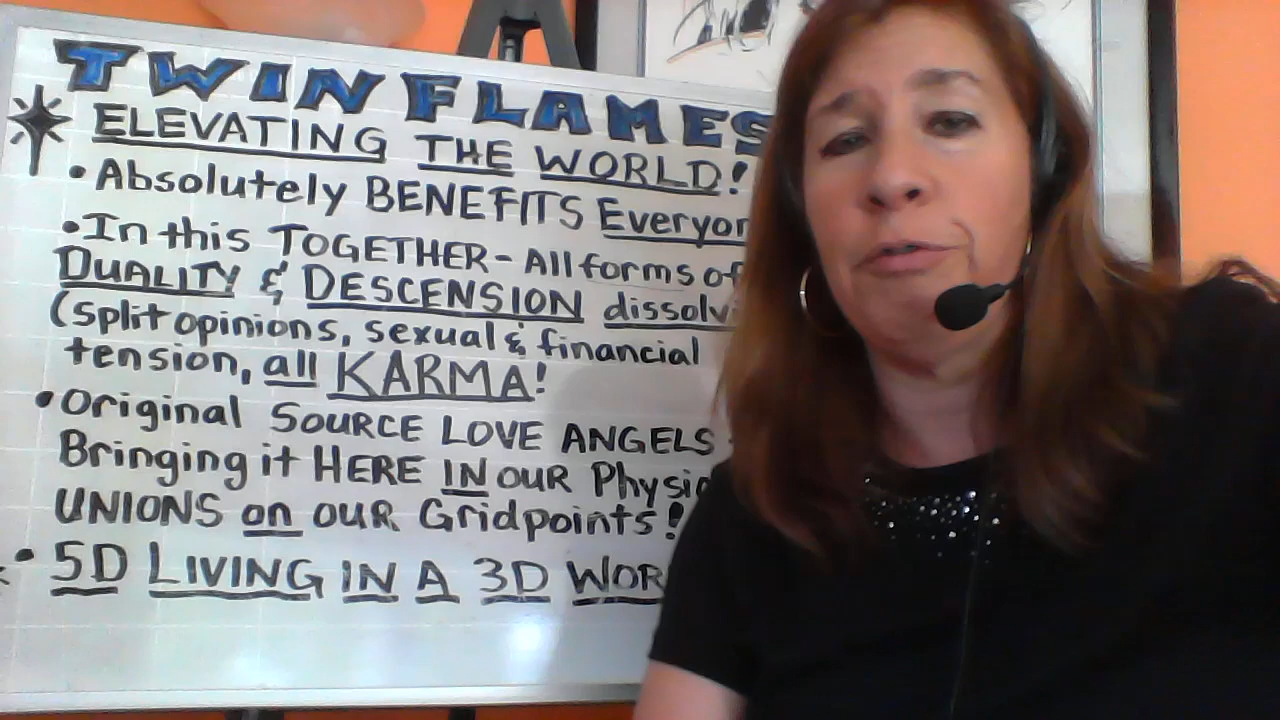 TWIN FLAMES
ELEVATING THE WORLD!
• Absolutely BENEFITS Everyon
• In this TOGETHER - All forms of
DUALITY & DESCENSION dissolvi
(split opinions, sexual & financial
tension, all KARMA!
• Original SOURCE LOVE ANGELS
Bringing it HERE IN OUR Physic
UNIONS on OUR Gridpoints!
• 5D LIVING IN A 3D WOR